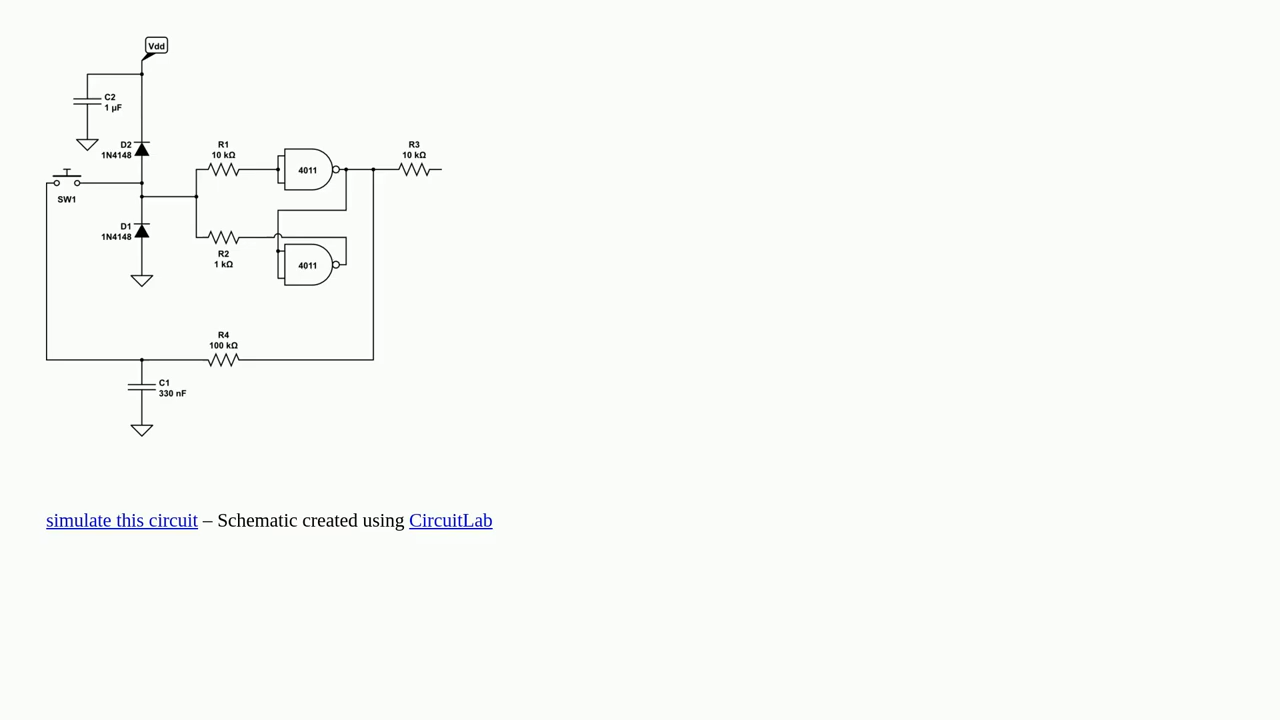 Vdd
C2
1 µF
D2
1N4148
R1
10 kΩ
4011
R3
10 kΩ
SW1
D1
1N4148
R2
1 kΩ
4011
R4
100 kΩ
C1
330 nF
simulate this circuit – Schematic created using CircuitLab